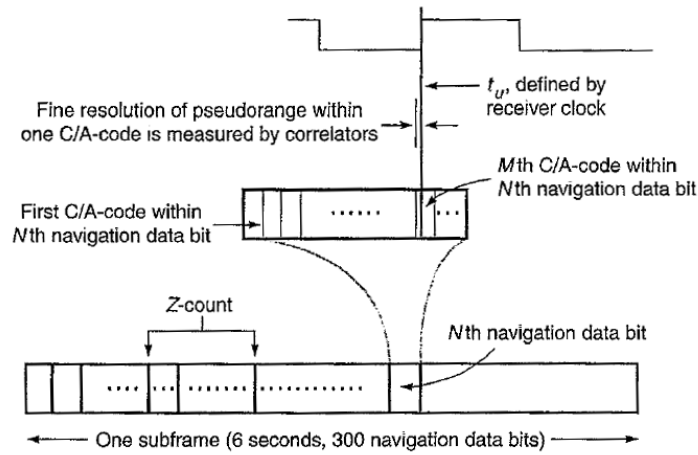 t_u, defined by
receiver clock
Fine resolution of pseudorange within
one C/A-code is measured by correlators
Mth C/A-code within
Nth navigation data bit
First C/A-code within
Nth navigation data bit
Z-count
Nth navigation data bit
One subframe (6 seconds, 300 navigation data bits)